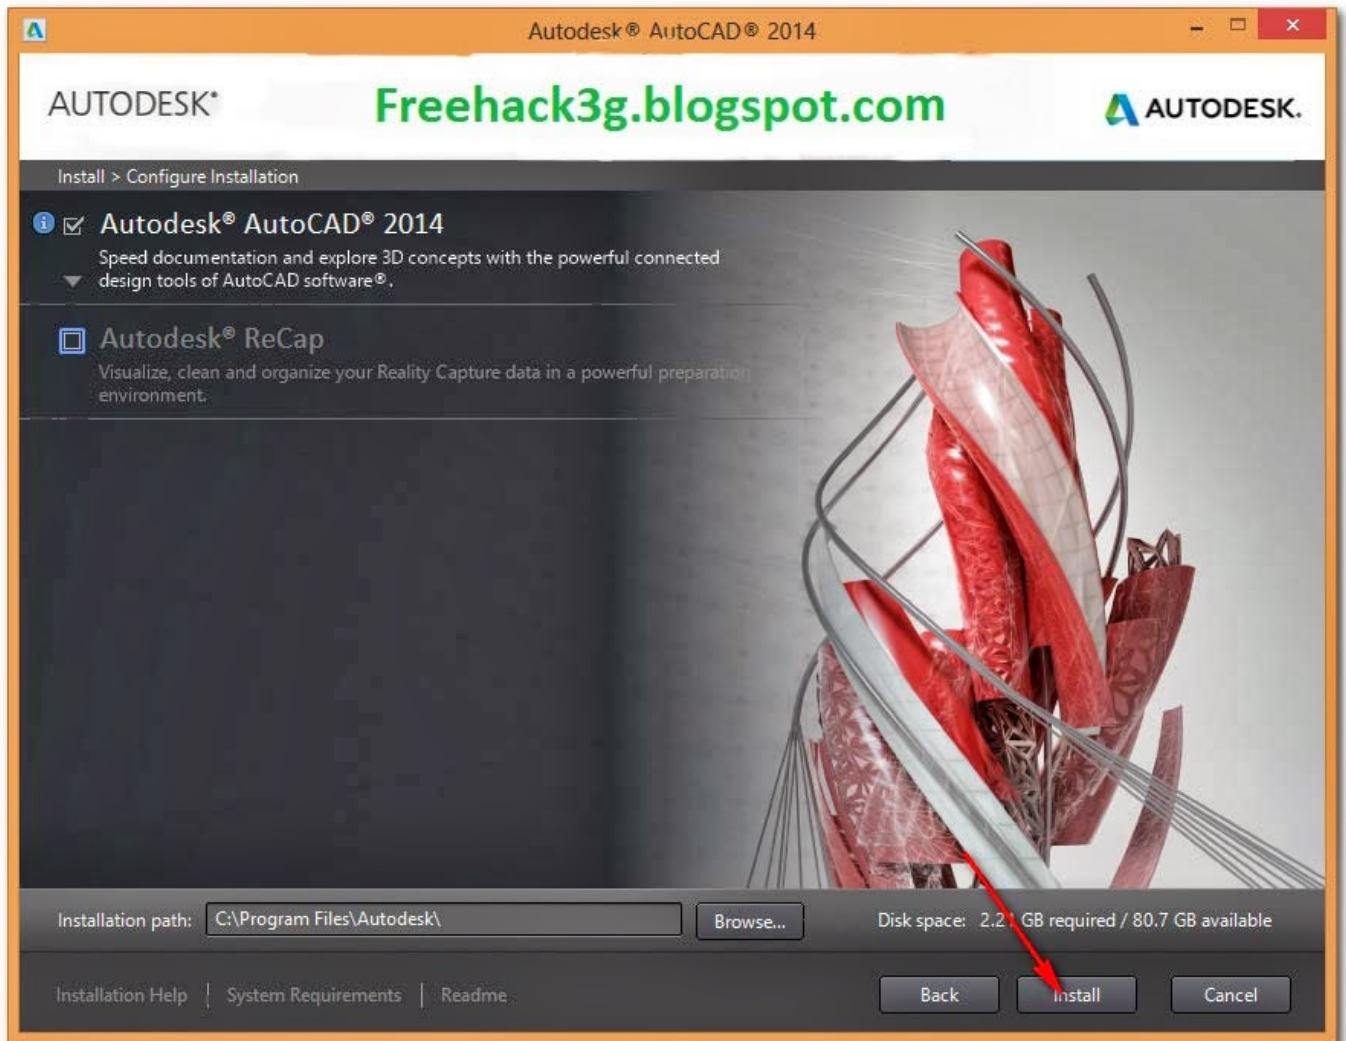 Autodesk® AutoCAD® 2014
AUTODESK®
Freehack3g.blogspot.com
AUTODESK.
Install > Configure Installation
Autodesk® AutoCAD® 2014
Speed documentation and explore 3D concepts with the powerful connected
design tools of AutoCAD software®.
Autodesk® ReCap
Visualize, clean and organize your Reality Capture data in a powerful preparation
environment.
Installation path: C:\Program Files\Autodesk\ Browse... Disk space: 2.21 GB required / 80.7 GB available
Installation Help | System Requirements | Readme Back Install Cancel